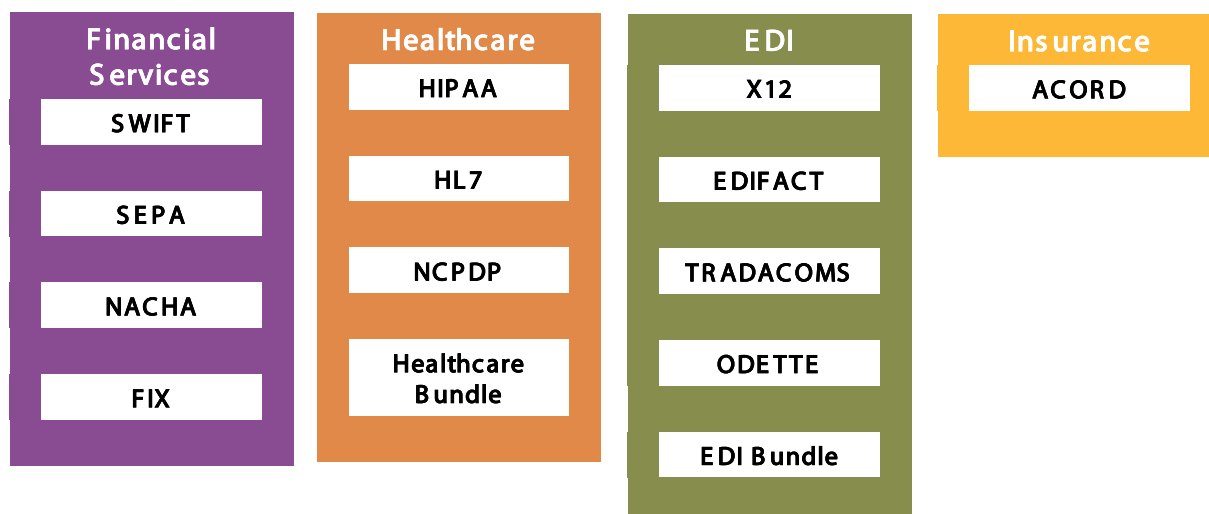 Financial
Services
SWIFT
SEPA
NACHA
FIX
Healthcare
HIPAA
HL7
NCPDP
Healthcare
Bundle
EDI
X12
EDIFACT
TRADACOMS
ODETTE
EDI Bundle
Insurance
ACORD